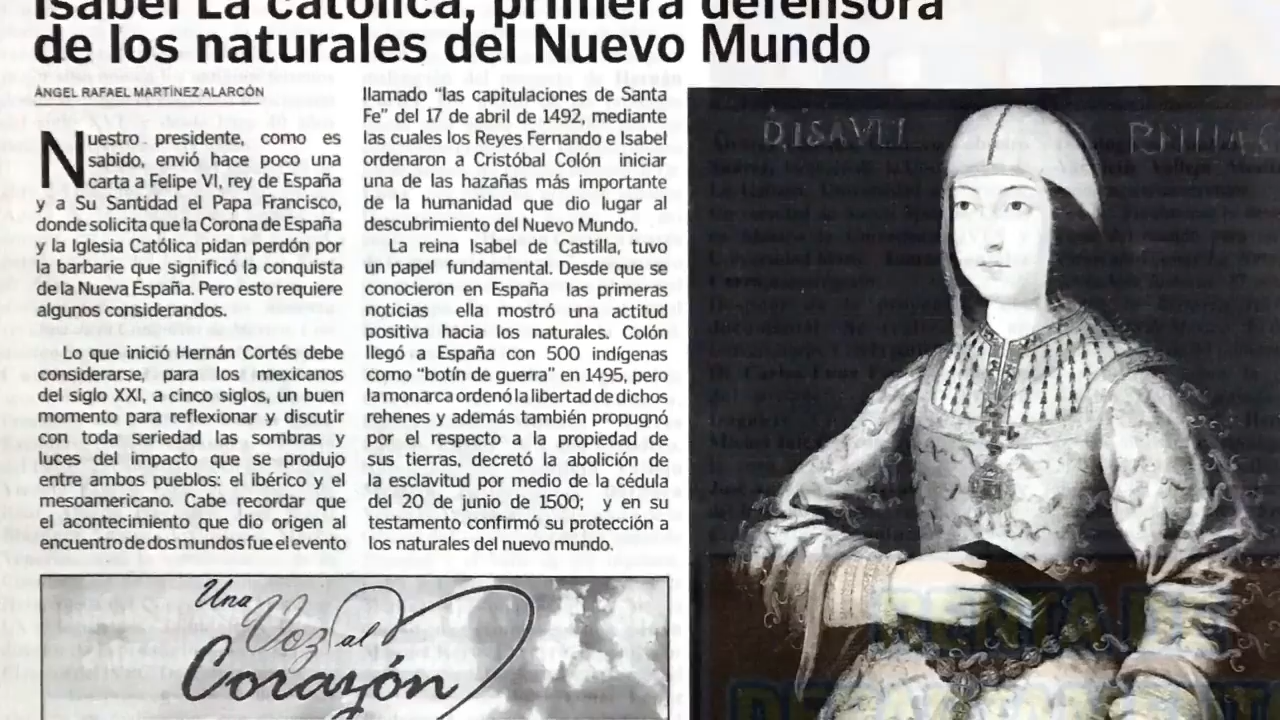 Isabel La católica, primera defensora
de los naturales del Nuevo Mundo
ÁNGEL RAFAEL MARTÍNEZ ALARCÓN
Nuestro presidente, como es
sabido, envió hace poco una
carta a Felipe VI, rey de España
y a Su Santidad el Papa Francisco,
donde solicita que la Corona de España
y la Iglesia Católica pidan perdón por
la barbarie que significó la conquista
de la Nueva España. Pero esto requiere
algunos considerandos.
Lo que inició Hernán Cortés debe
considerarse, para los mexicanos
del siglo XXI, a cinco siglos, un buen
momento para reflexionar y discutir
con toda seriedad las sombras y
luces del impacto que se produjo
entre ambos pueblos: el ibérico y el
mesoamericano. Cabe recordar que
el acontecimiento que dio origen al
encuentro de dos mundos fue el evento
llamado "las capitulaciones de Santa
Fe" del 17 de abril de 1492, mediante
las cuales los Reyes Fernando e Isabel
ordenaron a Cristóbal Colón iniciar
una de las hazañas más importante
de la humanidad que dio lugar al
descubrimiento del Nuevo Mundo.
La reina Isabel de Castilla, tuvo
un papel fundamental. Desde que se
conocieron en España las primeras
noticias ella mostró una actitud
positiva hacia los naturales. Colón
llegó a España con 500 indígenas
como "botín de guerra" en 1495, pero
la monarca ordenó la libertad de dichos
rehenes y además también propugnó
por el respecto a la propiedad de
sus tierras, decretó la abolición de
la esclavitud por medio de la cédula
del 20 de junio de 1500; y en su
testamento confirmó su protección a
los naturales del nuevo mundo.
Una
Voz al
Corazón
D·ISAVEL
RENTA DE